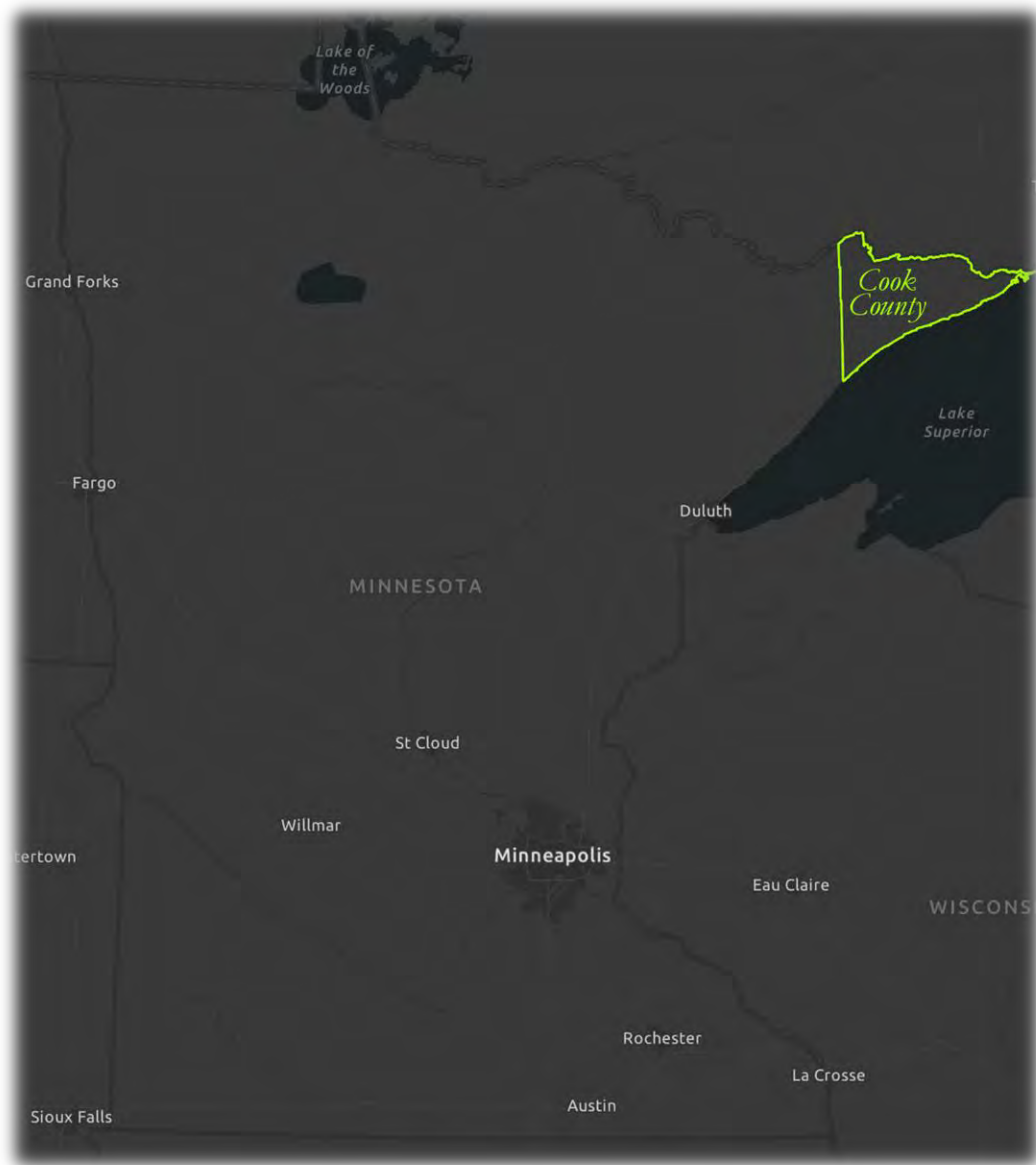 Lake of
the
Woods
Grand Forks
Cook
County
Lake
Superior
Fargo
Duluth
MINNESOTA
St Cloud
Willmar
Minneapolis
tertown
Eau Claire
WISCONS
Rochester
La Crosse
Austin
Sioux Falls